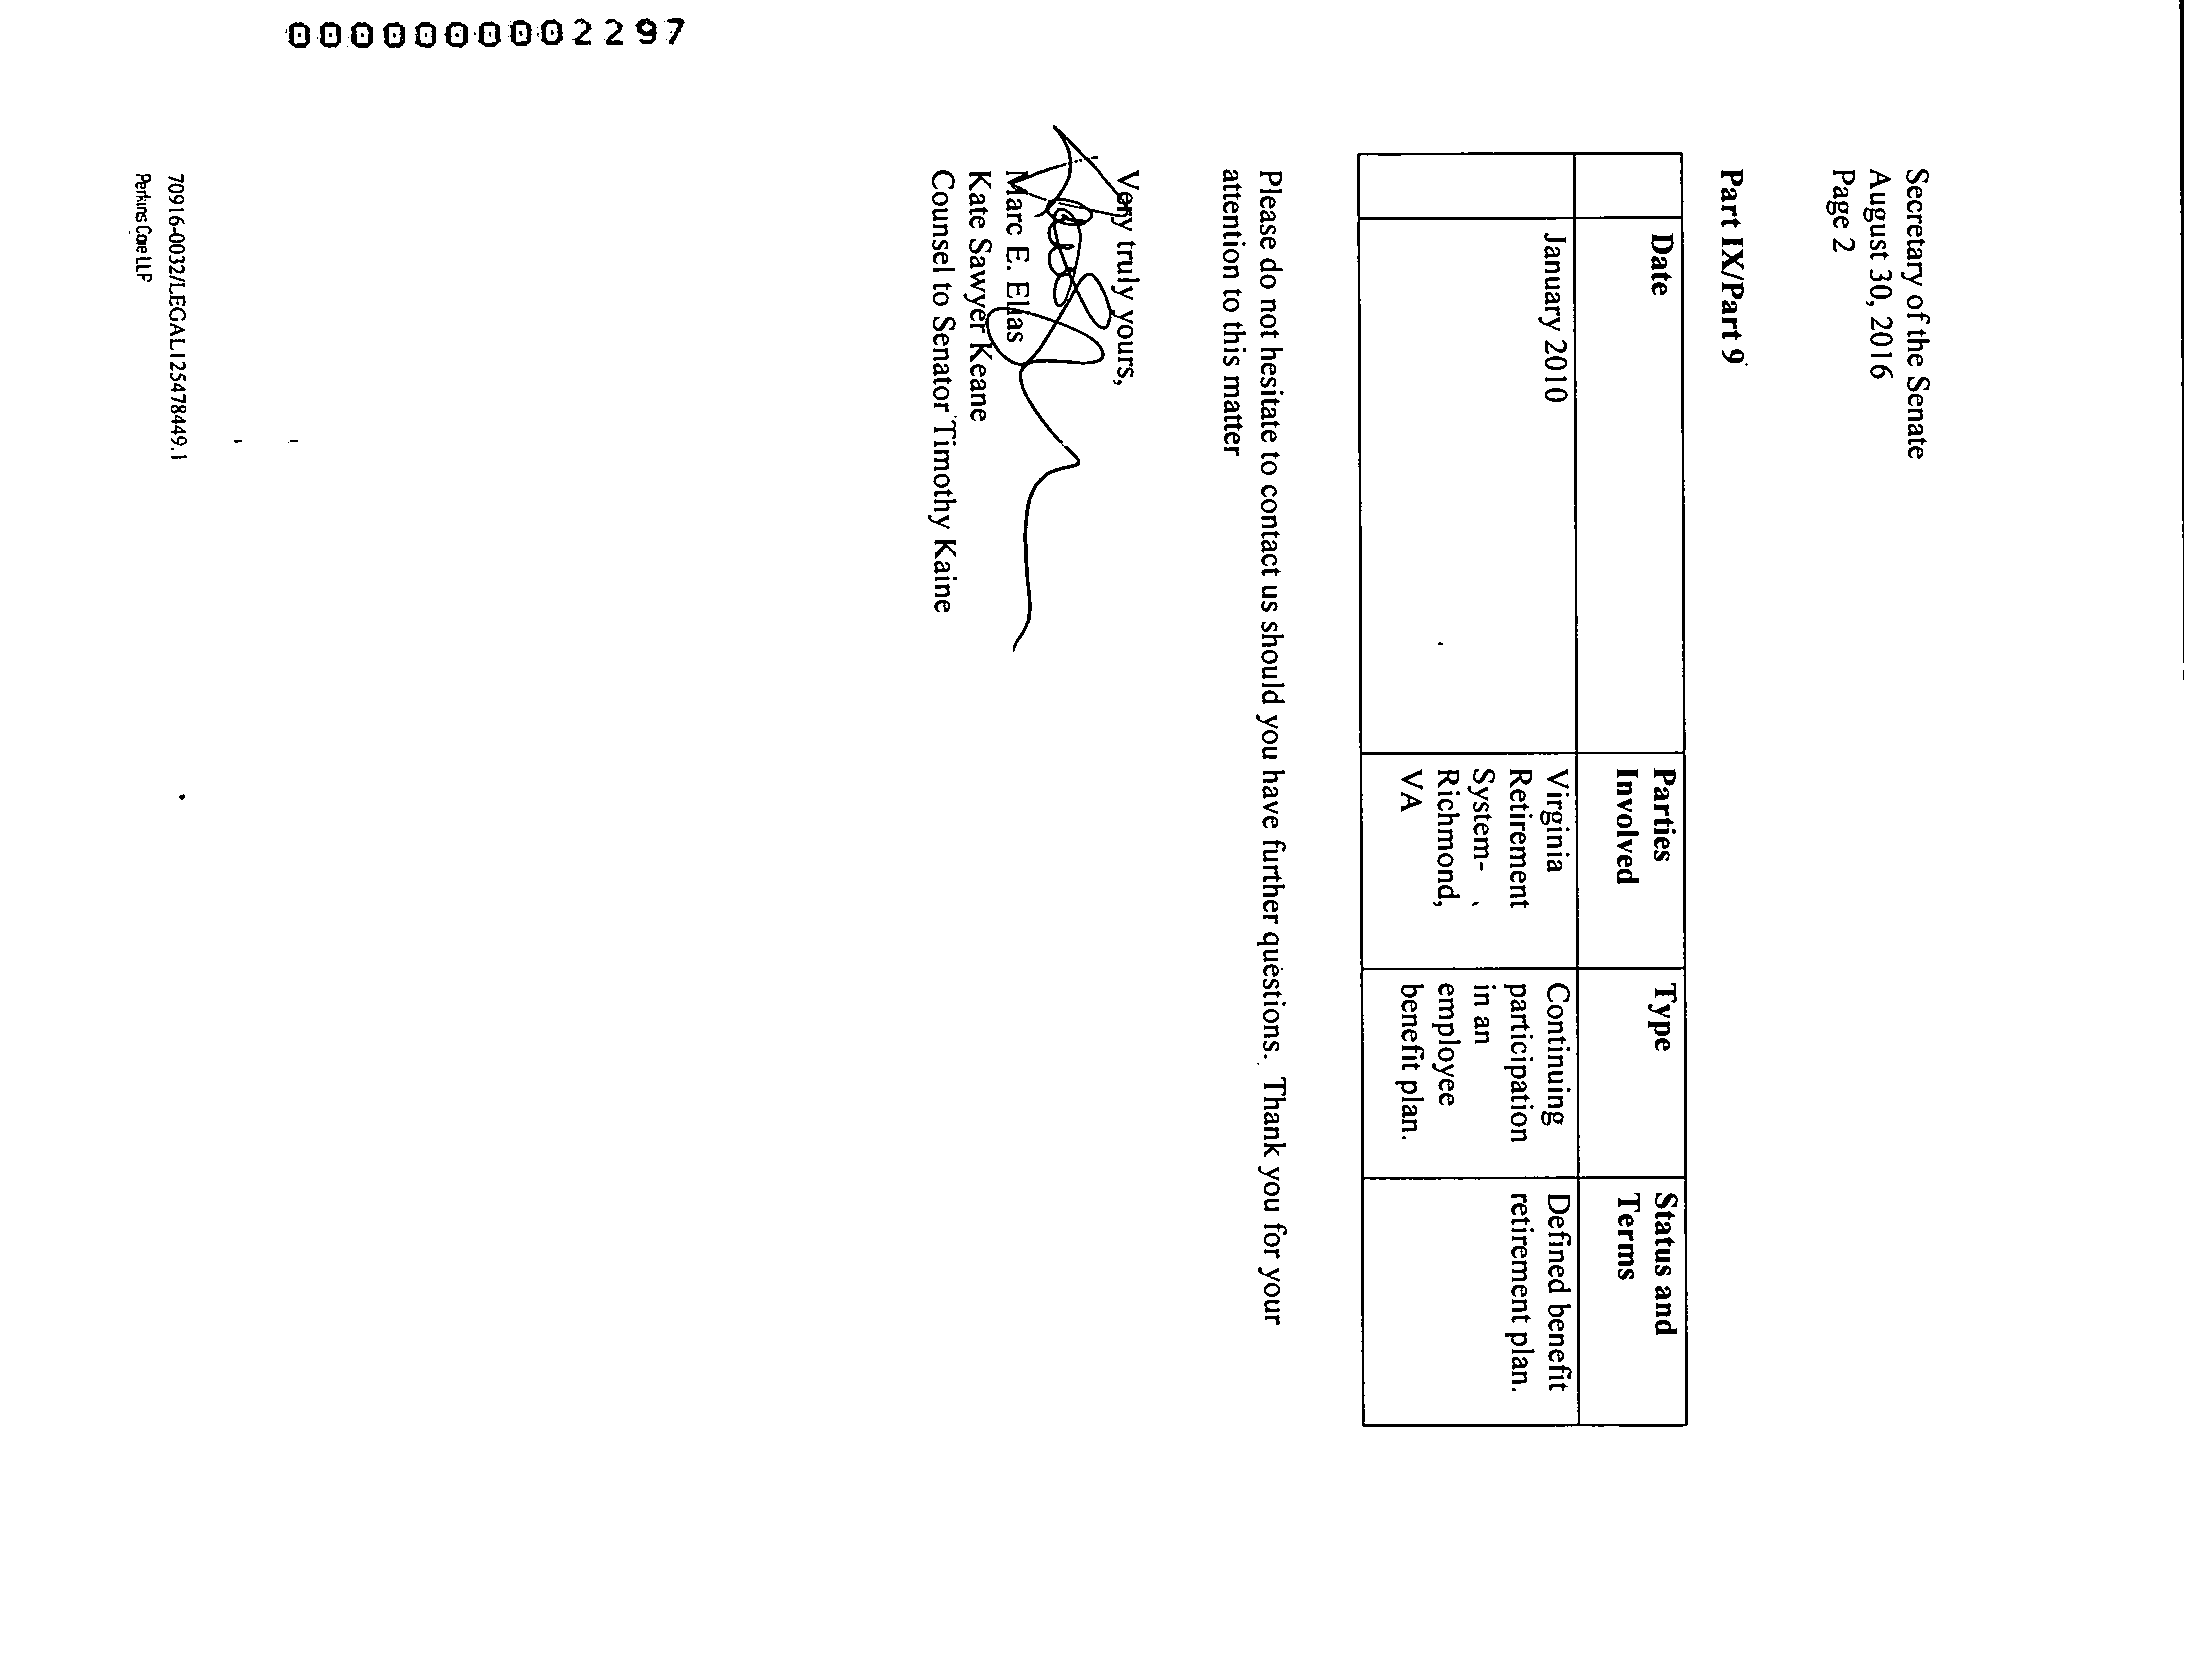 Secretary of the Senate
August 30, 2016
Page 2
Part IX/Part 9
Date
Parties
Involved
Type
Status and
Terms
January 2010
Virginia
Retirement
System-
Richmond,
VA
Continuing
participation
in an
employee
benefit plan.
Defined benefit
retirement plan.
Please do not hesitate to contact us should you have further questions. Thank you for your
attention to this matter
Very truly yours,
Marc E. Elias
Kate Sawyer Keane
Counsel to Senator Timothy Kaine
70916-0032/LEGAL125478449.1
Perkins Coie LLP
0000000002297